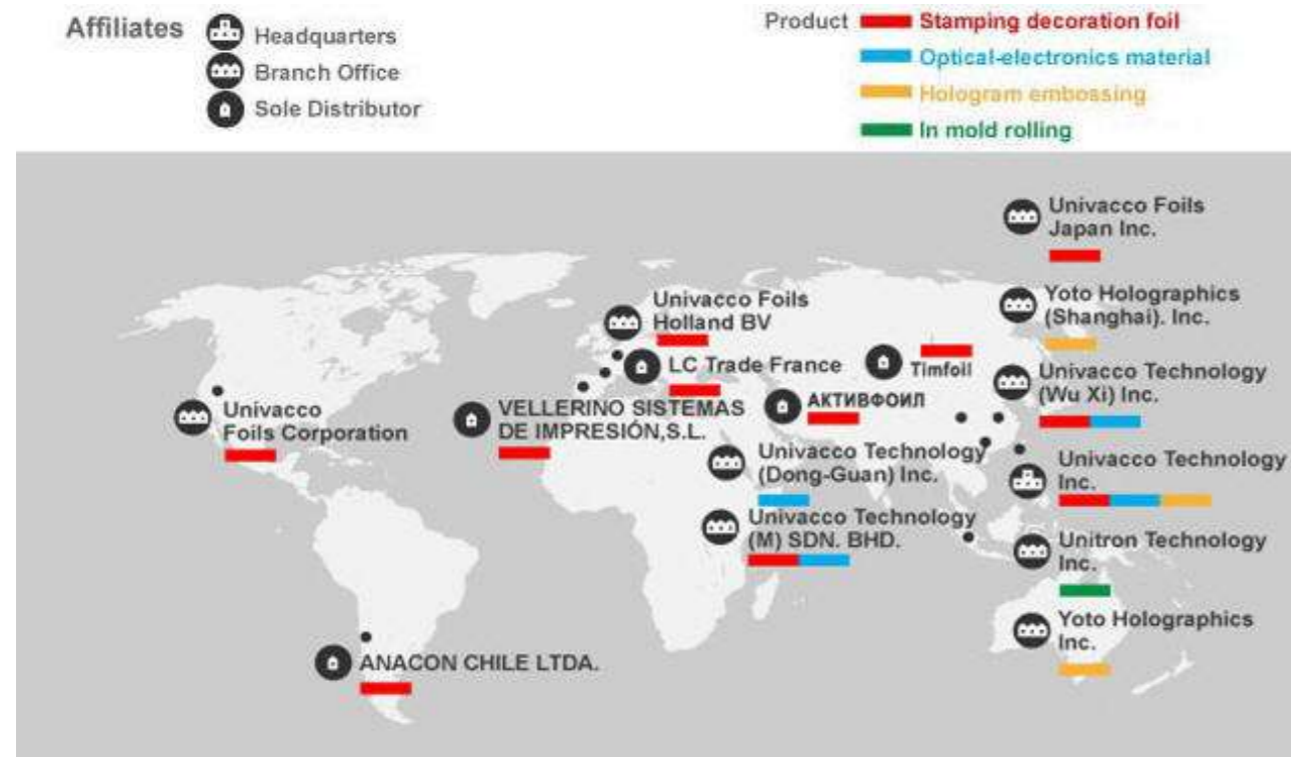 Affiliates
Headquarters
Branch Office
Sole Distributor
Product
Stamping decoration foil
Optical-electronics material
Hologram embossing
In mold rolling
Univacco Foils
Japan Inc.
Yoto Holographics
(Shanghai). Inc.
Univacco Foils
Holland BV
LC Trade France
Timfoil
Univacco Technology
(Wu Xi) Inc.
АКТИВФОИЛ
Univacco
Foils Corporation
VELLERINO SISTEMAS
DE IMPRESIÓN,S.L.
Univacco Technology
(Dong-Guan) Inc.
Univacco Technology
Inc.
Univacco Technology
(M) SDN. BHD.
Unitron Technology
Inc.
Yoto Holographics
Inc.
ANACON CHILE LTDA.